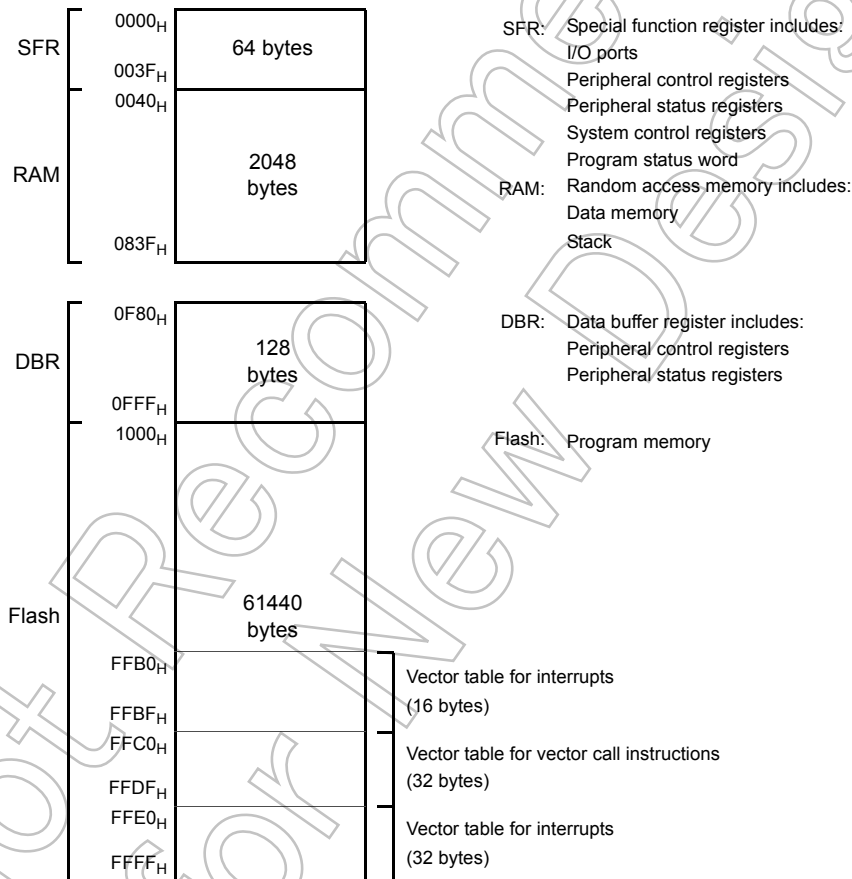 SFR
0000H
64 bytes
003FH
RAM
0040H
2048
bytes
083FH
DBR
0F80H
128
bytes
0FFFH
Flash
1000H
61440
bytes
FFB0H
FFBFH
Vector table for interrupts
(16 bytes)
FFC0H
FFDFH
Vector table for vector call instructions
(32 bytes)
FFE0H
FFFFH
Vector table for interrupts
(32 bytes)
SFR: Special function register includes:
I/O ports
Peripheral control registers
Peripheral status registers
System control registers
Program status word
RAM: Random access memory includes:
Data memory
Stack
DBR: Data buffer register includes:
Peripheral control registers
Peripheral status registers
Flash: Program memory